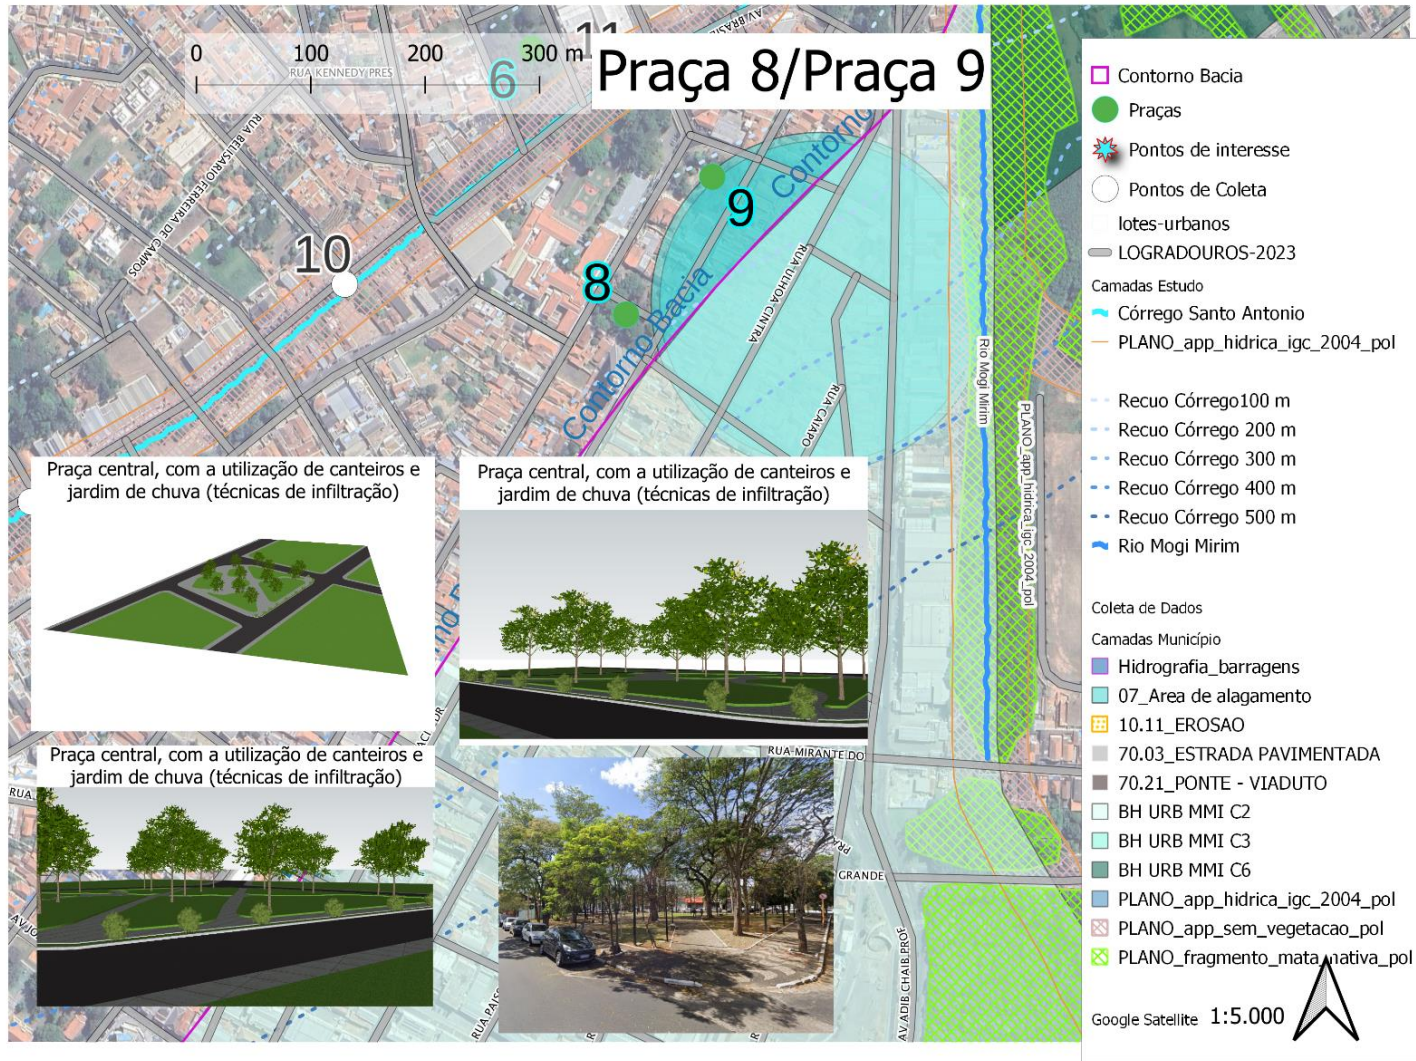 0 100 200 300 m
11
Praça 8/Praça 9
RUA KENNEDY PRES
6
RUA BELISARIO FERREIRA DE CAMPOS
Contorno
9
8
10
Contorno Bacia
RUA ULHOA CINTRA
RUA CAIAPO
Rio Mogi Mirim
PLANO_app_hidrica_igc_2004_pol
Praça central, com a utilização de canteiros e
jardim de chuva (técnicas de infiltração)
Praça central, com a utilização de canteiros e
jardim de chuva (técnicas de infiltração)
Praça central, com a utilização de canteiros e
jardim de chuva (técnicas de infiltração)
RUA MIRANTE DO
GRANDE
AV. ADIB CHAIB PROF
Contorno Bacia
Praças
Pontos de interesse
Pontos de Coleta
lotes-urbanos
LOGRADOUROS-2023
Camadas Estudo
Córrego Santo Antonio
PLANO_app_hidrica_igc_2004_pol
Recuo Córrego100 m
Recuo Córrego 200 m
Recuo Córrego 300 m
Recuo Córrego 400 m
Recuo Córrego 500 m
Rio Mogi Mirim
Coleta de Dados
Camadas Município
Hidrografia_barragens
07_Area de alagamento
10.11_EROSAO
70.03_ESTRADA PAVIMENTADA
70.21_PONTE - VIADUTO
BH URB MMI C2
BH URB MMI C3
BH URB MMI C6
PLANO_app_hidrica_igc_2004_pol
PLANO_app_sem_vegetacao_pol
PLANO_fragmento_mata_nativa_pol
Google Satellite 1:5.000